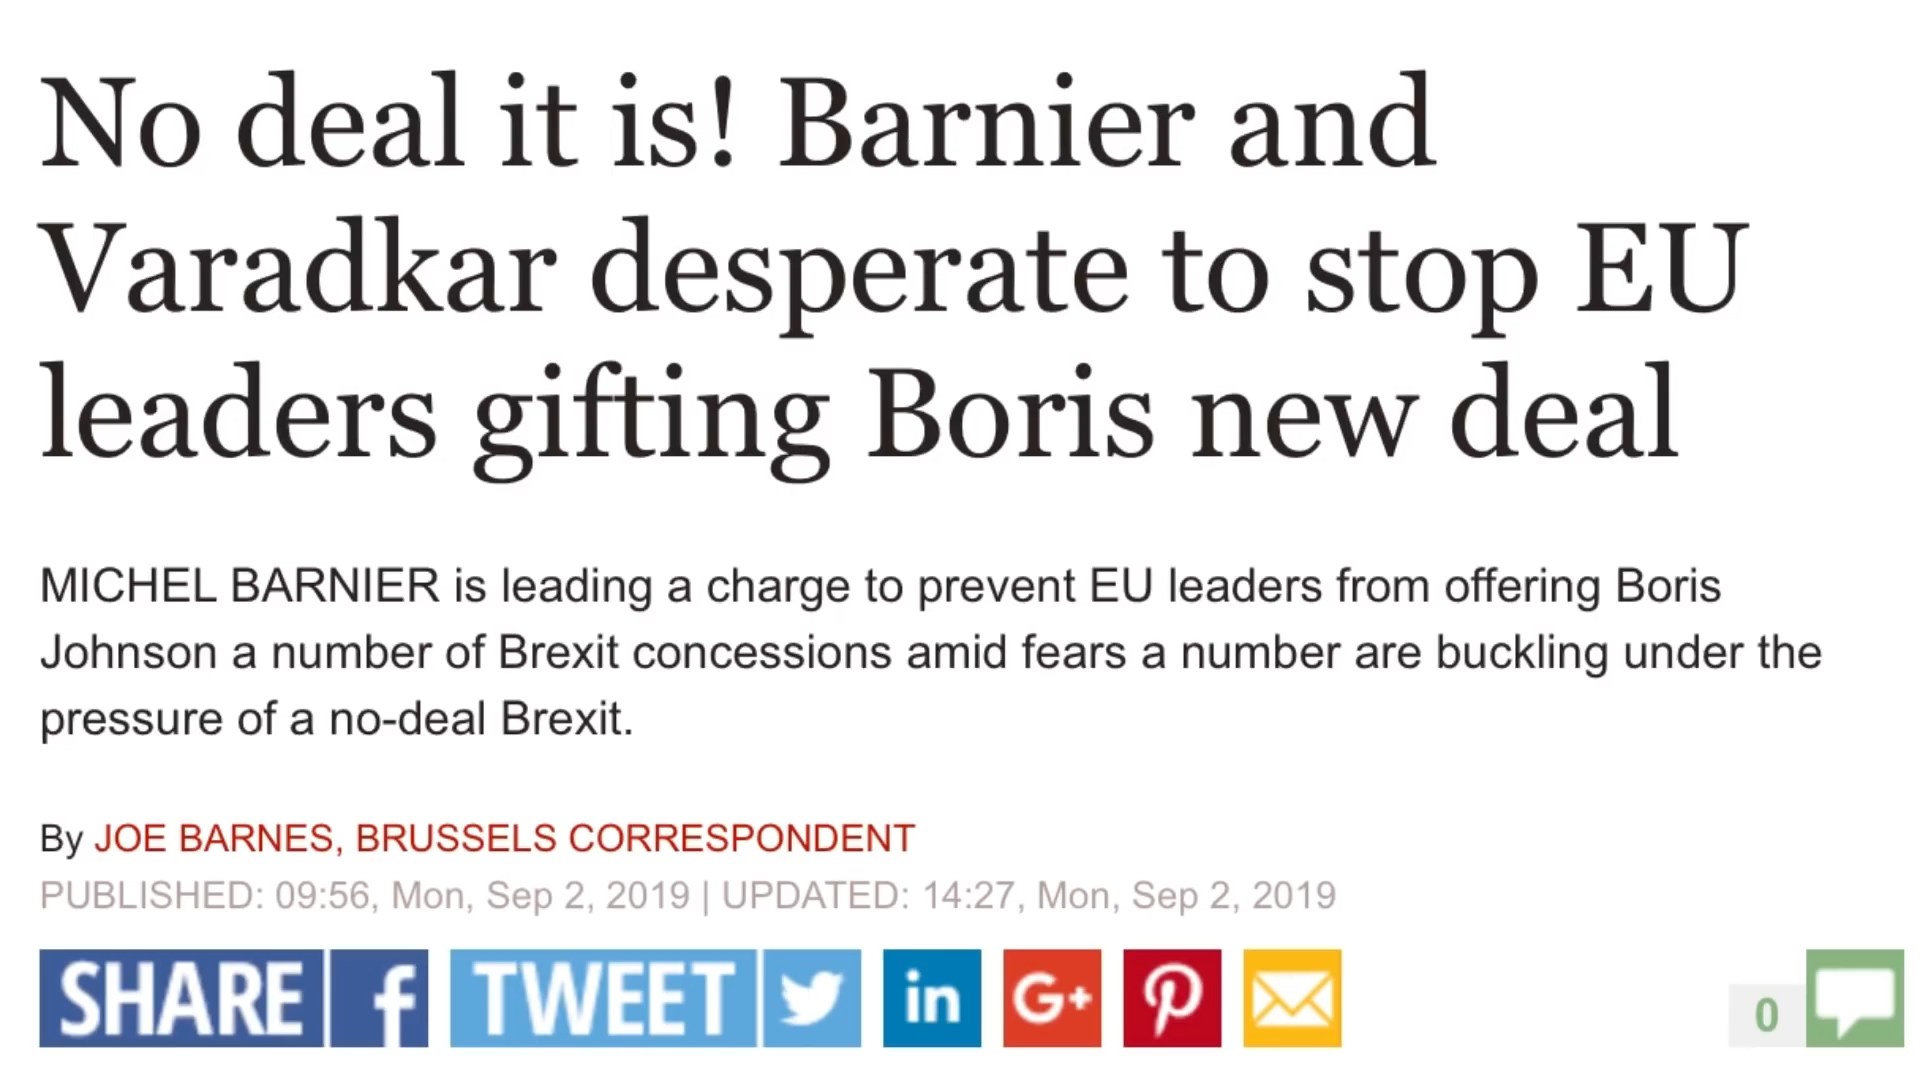 No deal it is! Barnier and
Varadkar desperate to stop EU
leaders gifting Boris new deal
MICHEL BARNIER is leading a charge to prevent EU leaders from offering Boris
Johnson a number of Brexit concessions amid fears a number are buckling under the
pressure of a no-deal Brexit.
By JOE BARNES, BRUSSELS CORRESPONDENT
PUBLISHED: 09:56, Mon, Sep 2, 2019 | UPDATED: 14:27, Mon, Sep 2, 2019
SHARE f TWEET in G+ 0